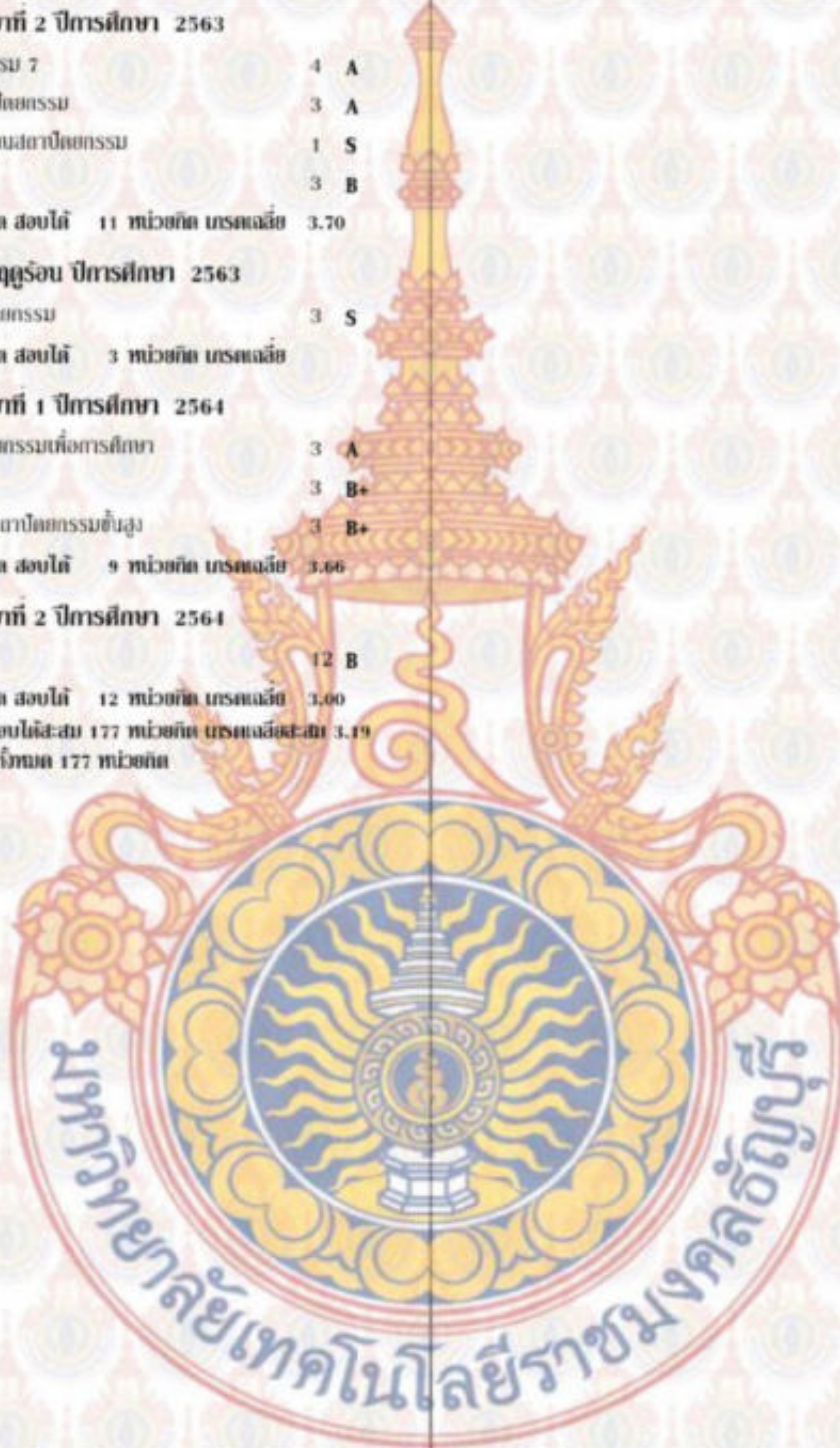 าที่ 2 ปีการศึกษา 2563
รม 7 4 A
ปัตยกรรม 3 A
านสถาปัตยกรรม 1 S
3 B
ต สอบได้ 11 หน่วยกิต เกรดเฉลี่ย 3.70
ฤดูร้อน ปีการศึกษา 2563
ยกรรม 3 S
ต สอบได้ 3 หน่วยกิต เกรดเฉลี่ย
าที่ 1 ปีการศึกษา 2564
ยกรรมเพื่อการศึกษา 3 A
3 B+
ถาปัตยกรรมขั้นสูง 3 B+
ต สอบได้ 9 หน่วยกิต เกรดเฉลี่ย 3.66
าที่ 2 ปีการศึกษา 2564
12 B
ต สอบได้ 12 หน่วยกิต เกรดเฉลี่ย 3.00
อบได้สะสม 177 หน่วยกิต เกรดเฉลี่ยสะสม 3.19
ทั้งหมด 177 หน่วยกิต
มหาวิทยาลัยเทคโนโลยีราชมงคลธัญบุรี